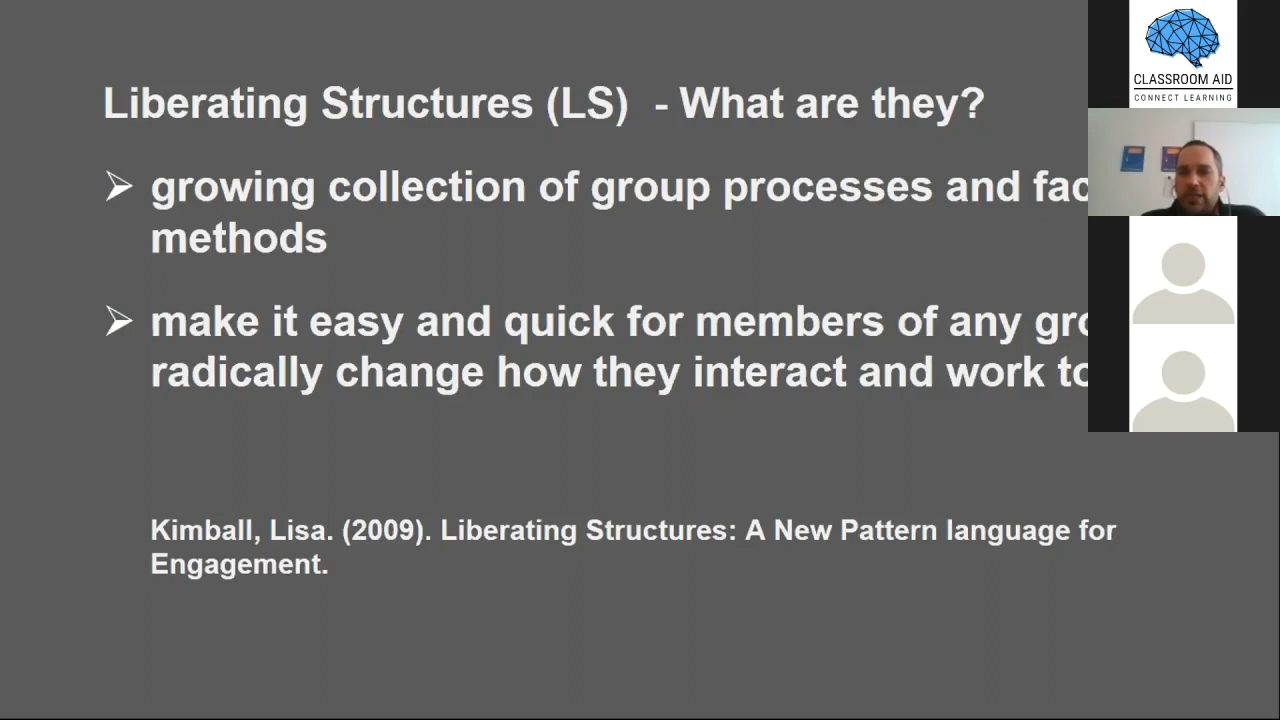 Liberating Structures (LS) - What are they?
➢ growing collection of group processes and fac
methods
➢ make it easy and quick for members of any gro
radically change how they interact and work to
Kimball, Lisa. (2009). Liberating Structures: A New Pattern language for
Engagement.
CLASSROOM AID
CONNECT LEARNING